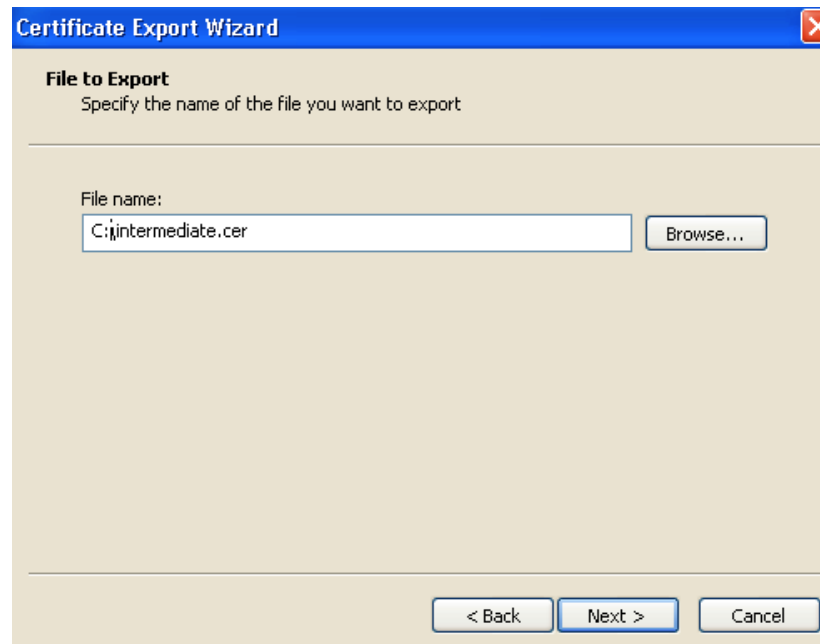 Certificate Export Wizard
File to Export
Specify the name of the file you want to export
File name:
C:\intermediate.cer
Browse...
< Back
Next >
Cancel